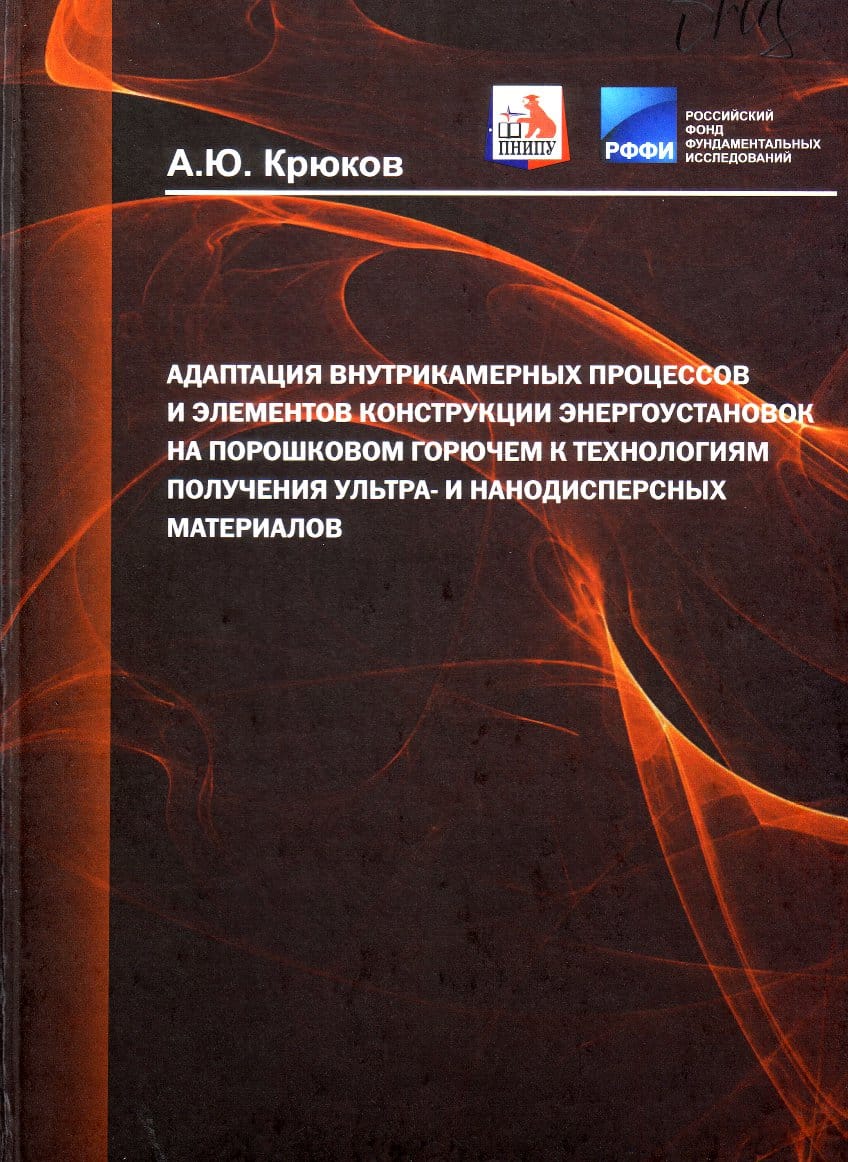 А.Ю. Крюков
ПНИПУ
РФФИ
РОССИЙСКИЙ
ФОНД
ФУНДАМЕНТАЛЬНЫХ
ИССЛЕДОВАНИЙ
АДАПТАЦИЯ ВНУТРИКАМЕРНЫХ ПРОЦЕССОВ
И ЭЛЕМЕНТОВ КОНСТРУКЦИИ ЭНЕРГОУСТАНОВОК
НА ПОРОШКОВОМ ГОРЮЧЕМ К ТЕХНОЛОГИЯМ
ПОЛУЧЕНИЯ УЛЬТРА- И НАНОДИСПЕРСНЫХ
МАТЕРИАЛОВ